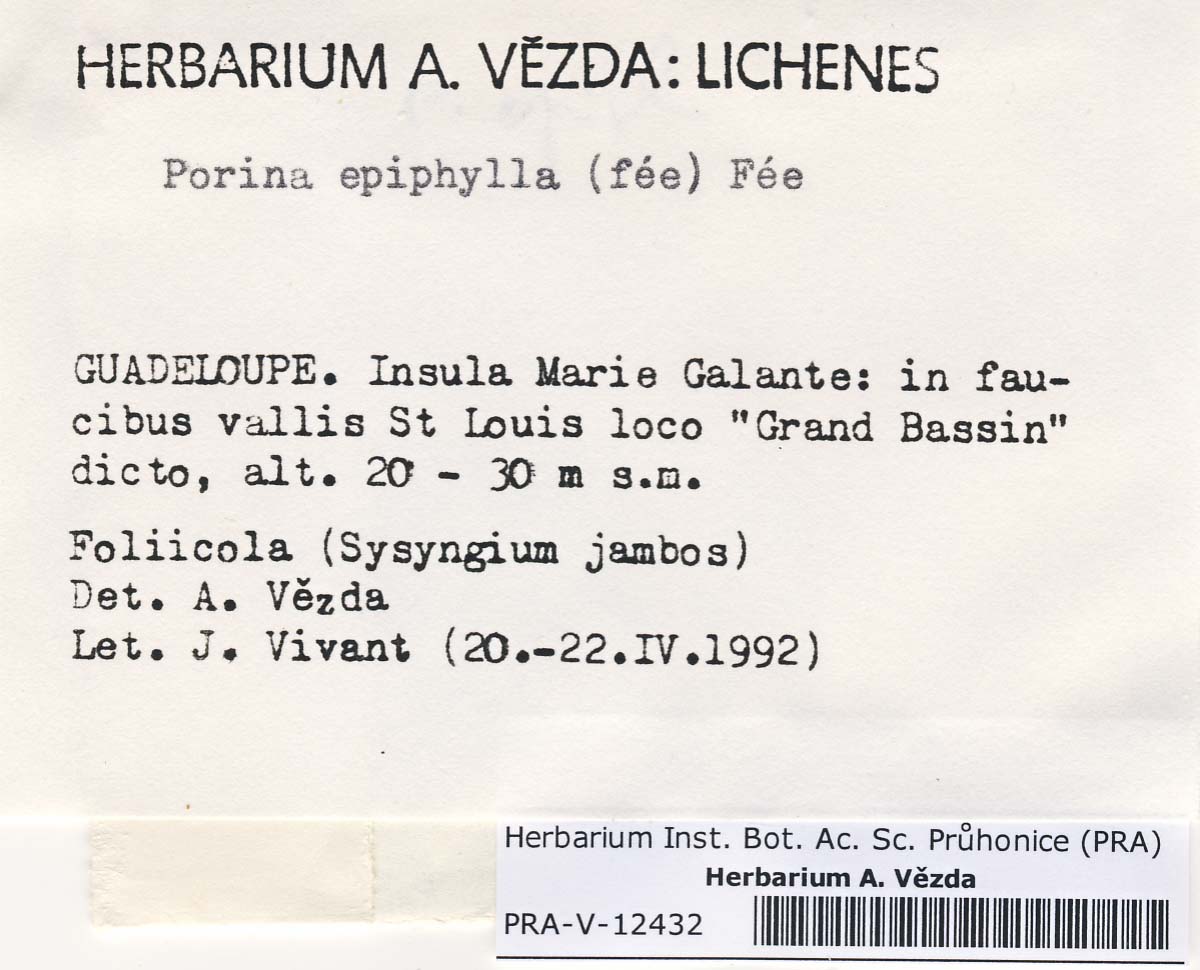 HERBARIUM A. VĚZDA: LICHENES
Porina epiphylla (fée) Fée
GUADELOUPE. Insula Marie Galante: in fau-
cibus vallis St Louis loco "Grand Bassin"
dicto, alt. 20 - 30 m s.m.
Foliicola (Sysyngium jambos)
Det. A. Vězda
Let. J. Vivant (20.-22.IV.1992)
Herbarium Inst. Bot. Ac. Sc. Průhonice (PRA)
Herbarium A. Vězda
PRA-V-12432